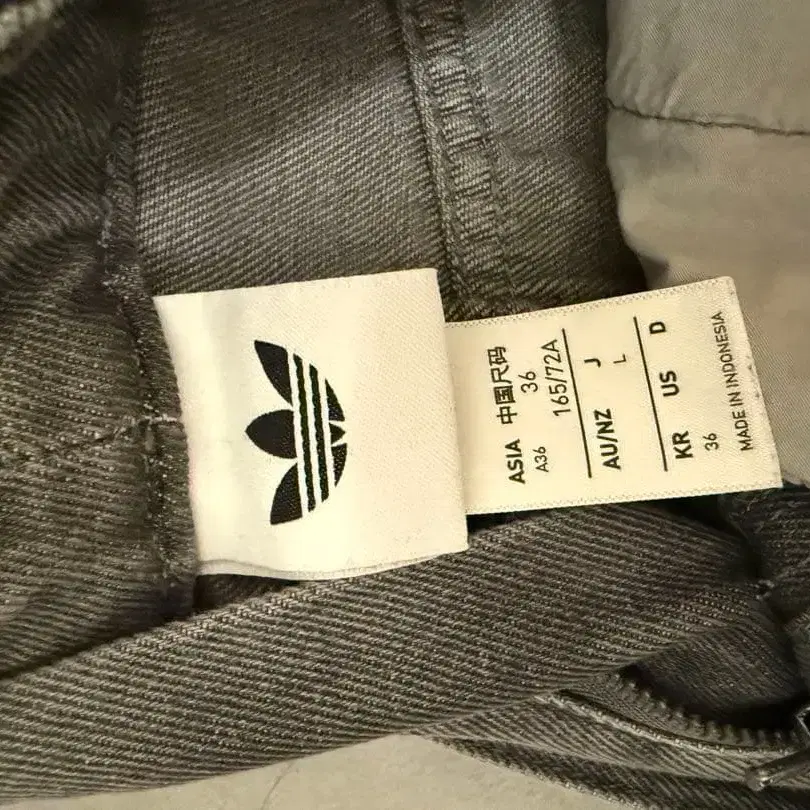 ASIA 中国尺码
A36 36
165/72A
AU/NZ J
L
KR US D
36
MADE IN INDONESIA